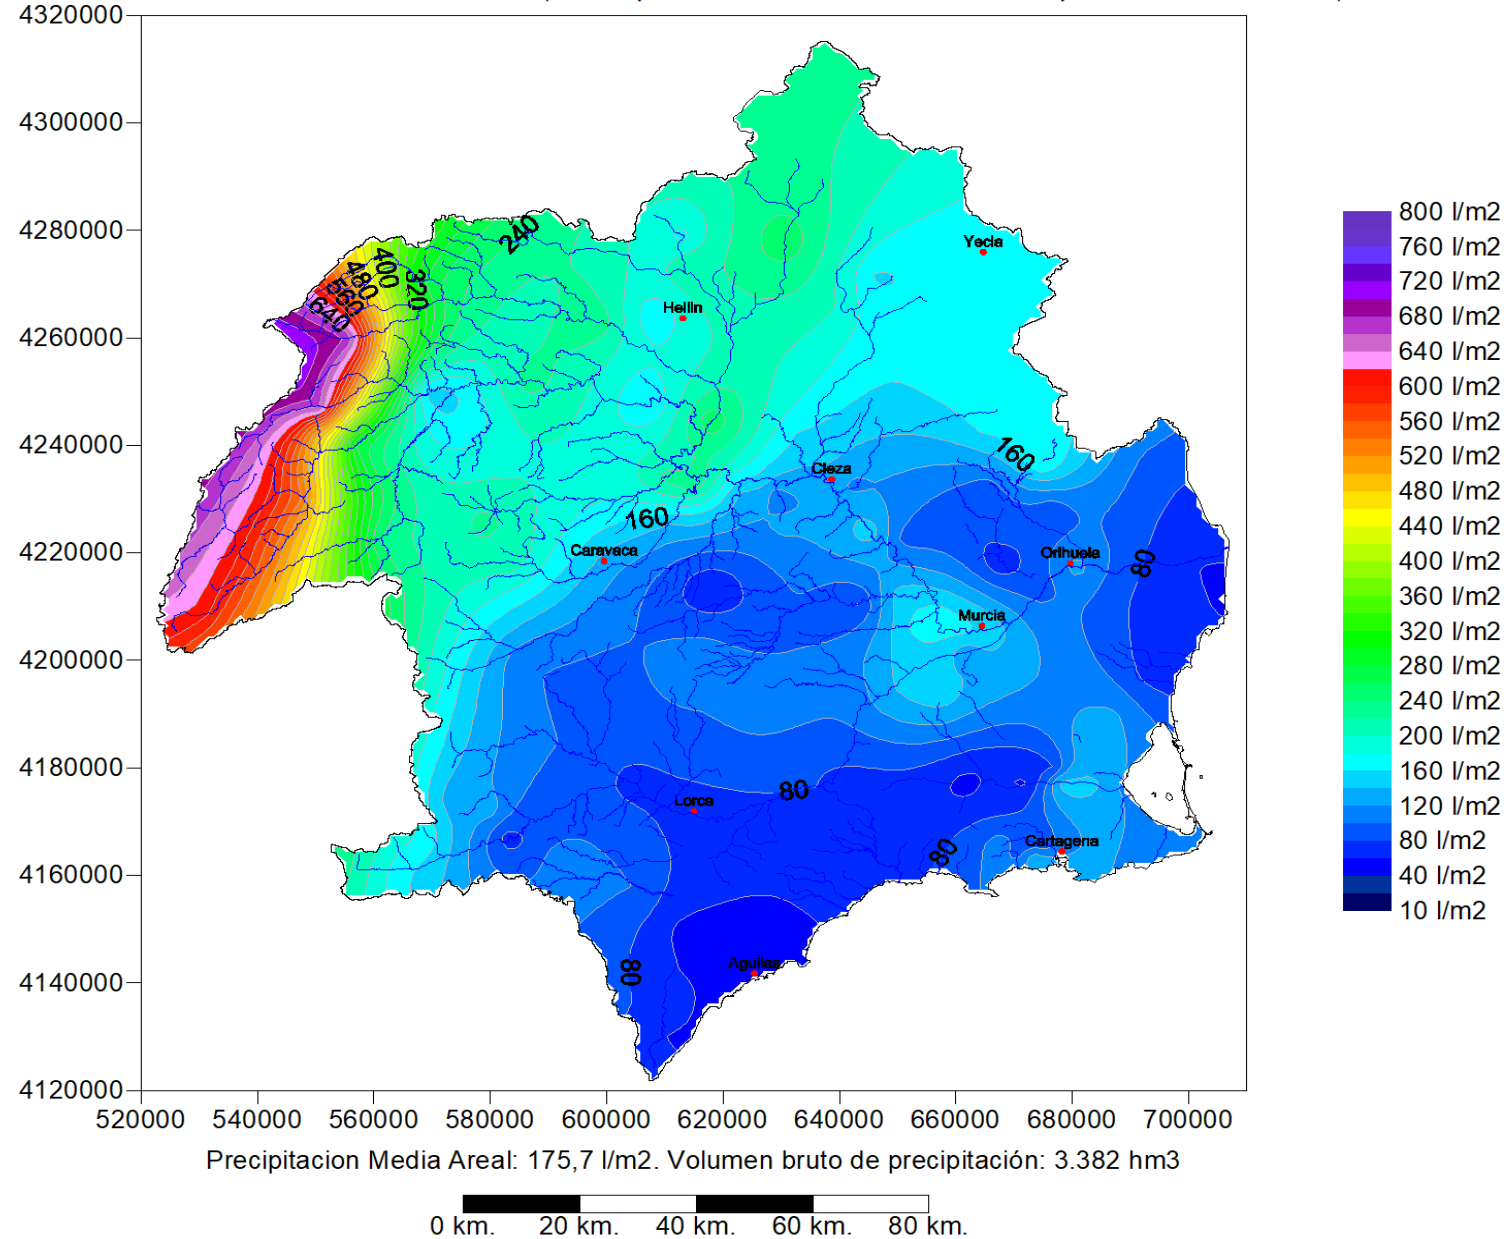 4320000
4300000
4280000
4260000
4240000
4220000
4200000
4180000
4160000
4140000
4120000
520000 540000 560000 580000 600000 620000 640000 660000 680000 700000
240
400
480
560
640
320
160
160
80
80
80
80
Yecla
Hellin
Cieza
Caravaca
Orihuela
Murcia
Lorca
Cartagena
Aguilas
800 l/m2
760 l/m2
720 l/m2
680 l/m2
640 l/m2
600 l/m2
560 l/m2
520 l/m2
480 l/m2
440 l/m2
400 l/m2
360 l/m2
320 l/m2
280 l/m2
240 l/m2
200 l/m2
160 l/m2
120 l/m2
80 l/m2
40 l/m2
10 l/m2
Precipitacion Media Areal: 175,7 l/m2. Volumen bruto de precipitación: 3.382 hm3
0 km. 20 km. 40 km. 60 km. 80 km.